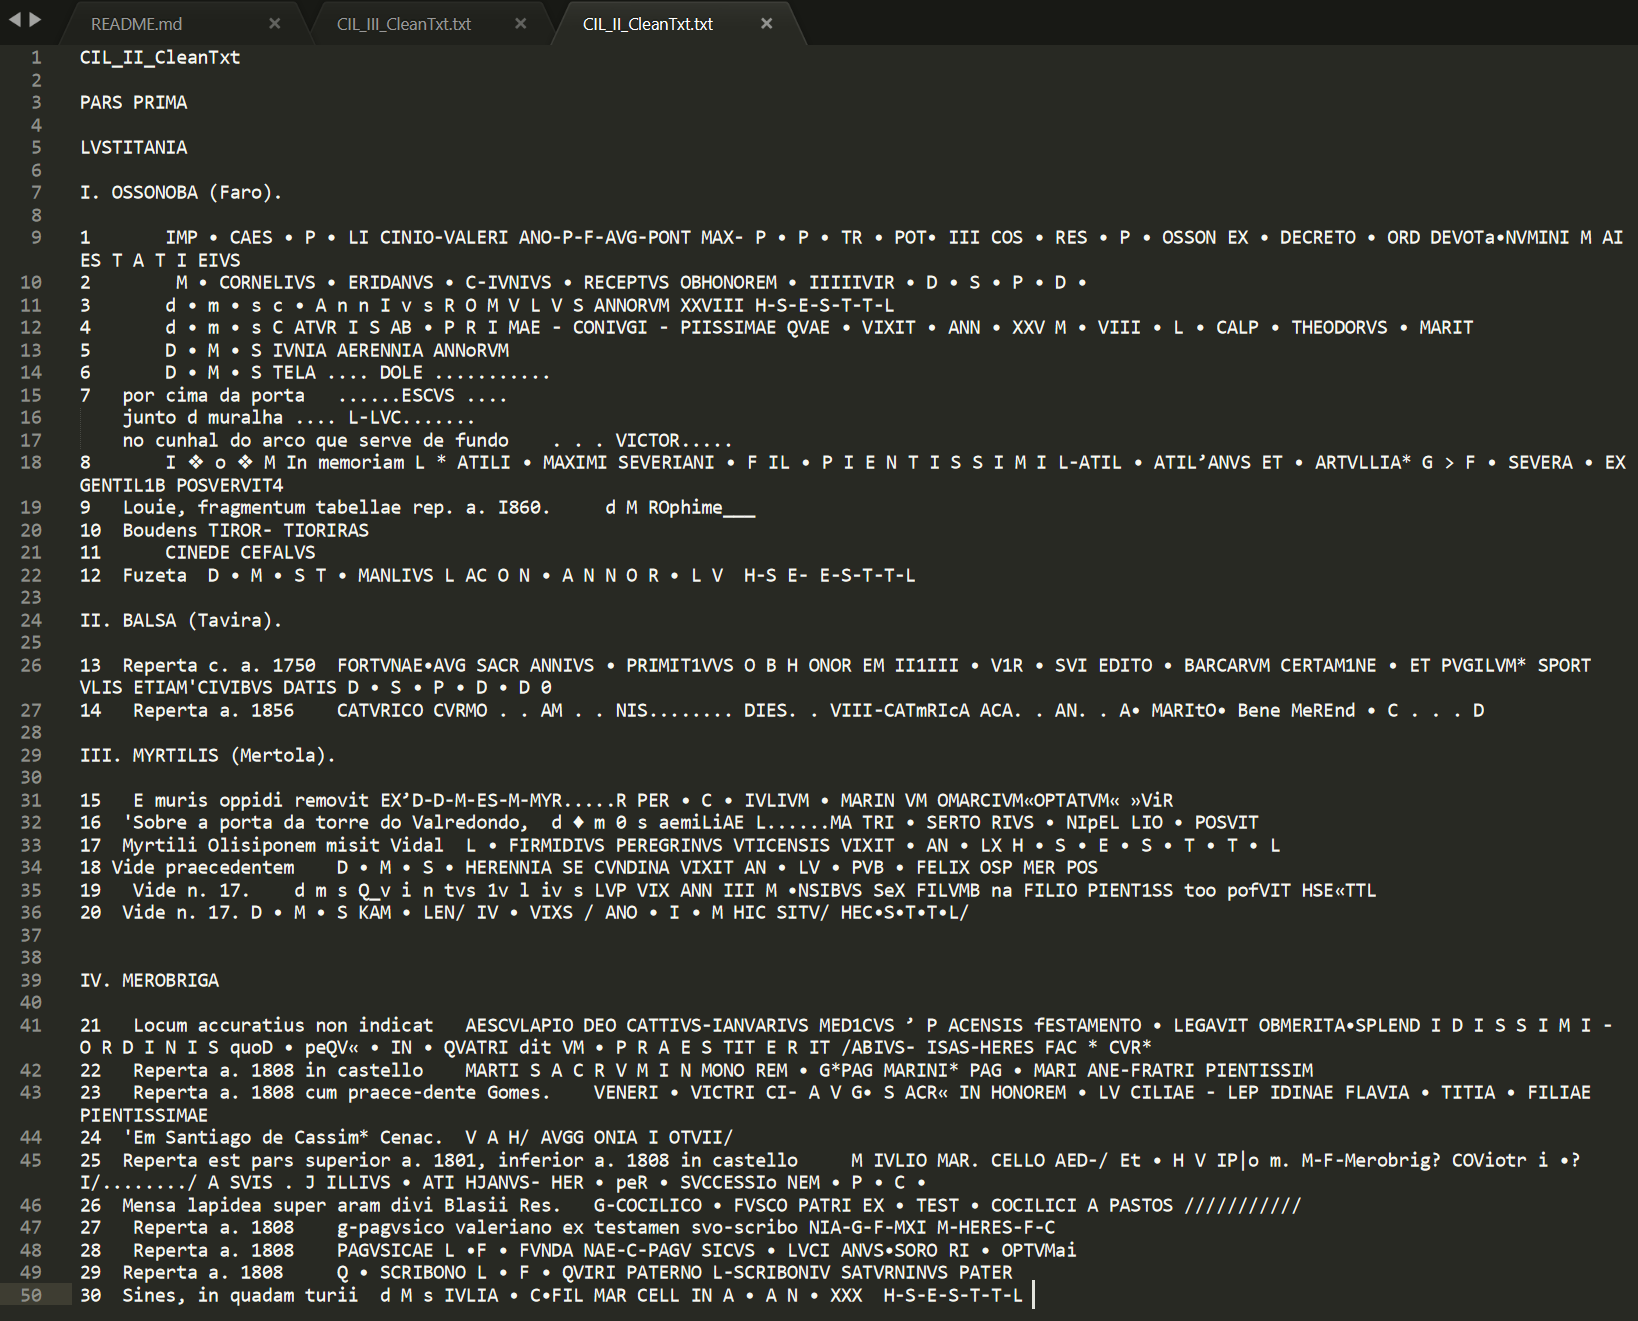 README.md × CIL_III_CleanTxt.txt × CIL_II_CleanTxt.txt ×
1 CIL_II_CleanTxt
2
3 PARS PRIMA
4
5 LVSTITANIA
6
7 I. OSSONOBA (Faro).
8
9 1 IMP • CAES • P • LI CINIO-VALERI ANO-P-F-AVG-PONT MAX- P • P • TR • POT• III COS • RES • P • OSSON EX • DECRETO • ORD DEVOTa•NVMINI M AI
ES T A T I EIVS
10 2 M • CORNELIVS • ERIDANVS • C-IVNIVS • RECEPTVS OBHONOREM • IIIIIVIR • D • S • P • D •
11 3 d • m • s c • A n n I v s R O M V L V S ANNORVM XXVIII H-S-E-S-T-T-L
12 4 d • m • s C ATVR I S AB • P R I MAE - CONIVGI - PIISSIMAE QVAE • VIXIT • ANN • XXV M • VIII • L • CALP • THEODORVS • MARIT
13 5 D • M • S IVNIA AERENNIA ANNoRVM
14 6 D • M • S TELA .... DOLE ...........
15 7 por cima da porta ......ESCVS ....
16 junto d muralha .... L-LVC.......
17 no cunhal do arco que serve de fundo . . . VICTOR.....
18 8 I ❖ o ❖ M In memoriam L * ATILI • MAXIMI SEVERIANI • F IL • P I E N T I S S I M I L-ATIL • ATIL’ANVS ET • ARTVLLIA* G > F • SEVERA • EX
GENTIL1B POSVERVIT4
19 9 Louie, fragmentum tabellae rep. a. I860. d M ROphime___
20 10 Boudens TIROR- TIORIRAS
21 11 CINEDE CEFALVS
22 12 Fuzeta D • M • S T • MANLIVS L AC O N • A N N O R • L V H-S E- E-S-T-T-L
23
24 II. BALSA (Tavira).
25
26 13 Reperta c. a. 1750 FORTVNAE•AVG SACR ANNIVS • PRIMIT1VVS O B H ONOR EM II1III • V1R • SVI EDITO • BARCARVM CERTAM1NE • ET PVGILVM* SPORT
VLIS ETIAM'CIVIBVS DATIS D • S • P • D • D 0
27 14 Reperta a. 1856 CATVRICO CVRMO . . AM . . NIS........ DIES. . VIII-CATmRIcA ACA. . AN. . A• MARItO• Bene MeREnd • C . . . D
28
29 III. MYRTILIS (Mertola).
30
31 15 E muris oppidi removit EX’D-D-M-ES-M-MYR.....R PER • C • IVLIVM • MARIN VM OMARCIVM«OPTATVM« »ViR
32 16 'Sobre a porta da torre do Valredondo, d ♦ m 0 s aemiLiAE L......MA TRI • SERTO RIVS • NIpEL LIO • POSVIT
33 17 Myrtili Olisiponem misit Vidal L • FIRMIDIVS PEREGRINVS VTICENSIS VIXIT • AN • LX H • S • E • S • T • T • L
34 18 Vide praecedentem D • M • S • HERENNIA SE CVNDINA VIXIT AN • LV • PVB • FELIX OSP MER POS
35 19 Vide n. 17. d m s Q_v i n tvs 1v l iv s LVP VIX ANN III M •NSIBVS SeX FILVMB na FILIO PIENT1SS too pofVIT HSE«TTL
36 20 Vide n. 17. D • M • S KAM • LEN/ IV • VIXS / ANO • I • M HIC SITV/ HEC•S•T•T•L/
37
38
39 IV. MEROBRIGA
40
41 21 Locum accuratius non indicat AESCVLAPIO DEO CATTIVS-IANVARIVS MED1CVS ’ P ACENSIS fESTAMENTO • LEGAVIT OBMERITA•SPLEND I D I S S I M I -
O R D I N I S quoD • peQV« • IN • QVATRI dit VM • P R A E S TIT E R IT /ABIVS- ISAS-HERES FAC * CVR*
42 22 Reperta a. 1808 in castello MARTI S A C R V M I N MONO REM • G*PAG MARINI* PAG • MARI ANE-FRATRI PIENTISSIM
43 23 Reperta a. 1808 cum praece-dente Gomes. VENERI • VICTRI CI- A V G• S ACR« IN HONOREM • LV CILIAE - LEP IDINAE FLAVIA • TITIA • FILIAE
PIENTISSIMAE
44 24 'Em Santiago de Cassim* Cenac. V A H/ AVGG ONIA I OTVII/
45 25 Reperta est pars superior a. 1801, inferior a. 1808 in castello M IVLIO MAR. CELLO AED-/ Et • H V IP|o m. M-F-Merobrig? COViotr i •?
I/......../ A SVIS . J ILLIVS • ATI HJANVS- HER • peR • SVCCESSIo NEM • P • C •
46 26 Mensa lapidea super aram divi Blasii Res. G-COCILICO • FVSCO PATRI EX • TEST • COCILICI A PASTOS ///////////
47 27 Reperta a. 1808 g-pagvsico valeriano ex testamen svo-scribo NIA-G-F-MXI M-HERES-F-C
48 28 Reperta a. 1808 PAGVSICAE L •F • FVNDA NAE-C-PAGV SICVS • LVCI ANVS•SORO RI • OPTVMai
49 29 Reperta a. 1808 Q • SCRIBONO L • F • QVIRI PATERNO L-SCRIBONIV SATVRNINVS PATER
50 30 Sines, in quadam turii d M s IVLIA • C•FIL MAR CELL IN A • A N • XXX H-S-E-S-T-T-L